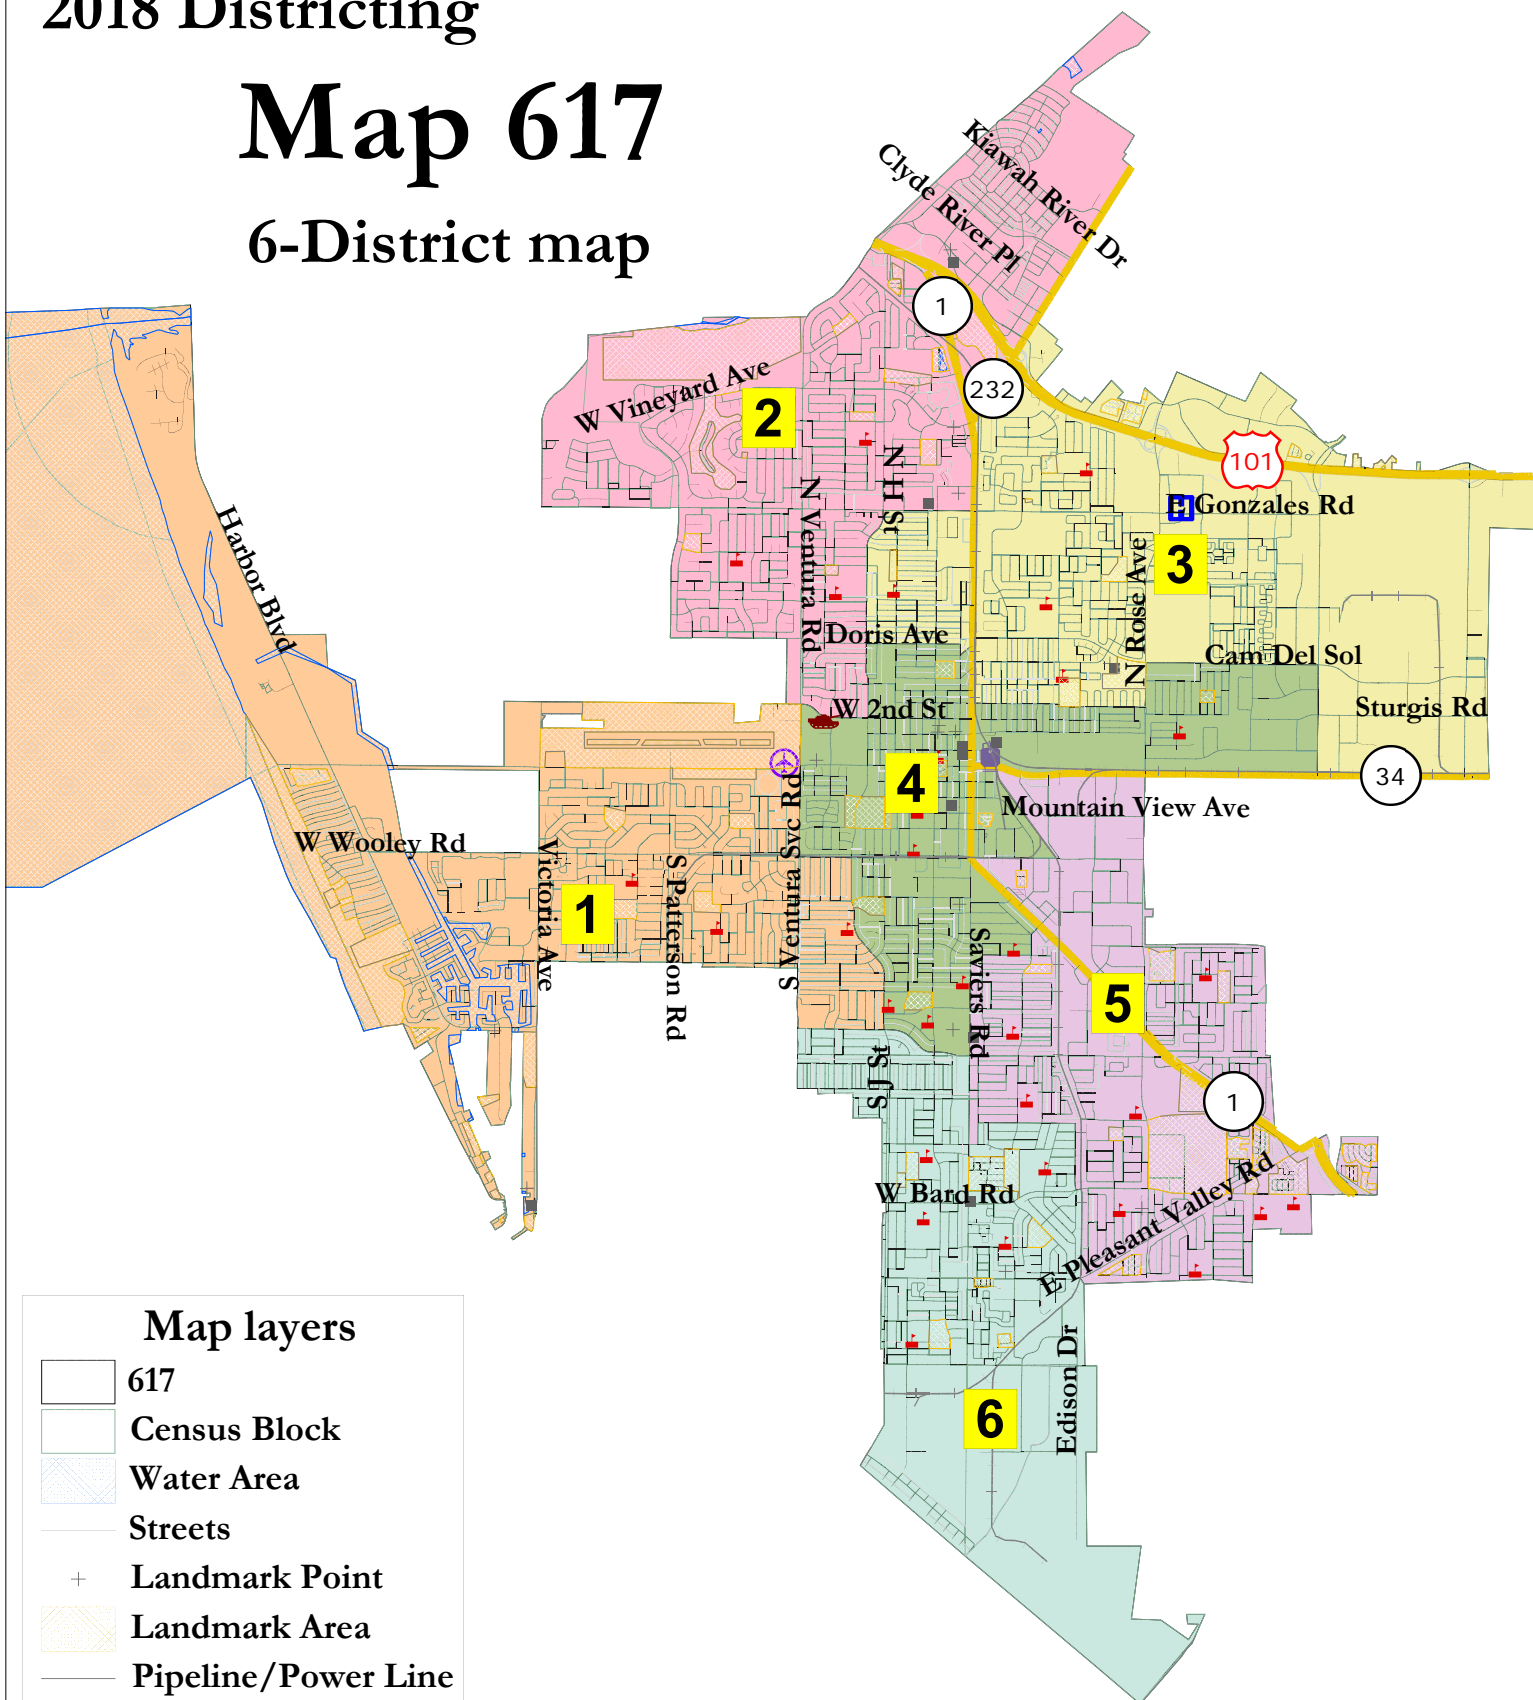 2018 Districting
Map 617
6-District map
Kiawah River Dr
Clyde River Pl
1
232
W Vineyard Ave
2
101
N H St
N Ventura Rd
E Gonzales Rd
H
Harbor Blvd
N Rose Ave
3
Doris Ave
Cam Del Sol
W 2nd St
Sturgis Rd
4
34
Mountain View Ave
W Wooley Rd
Victoria Ave
1
S Patterson Rd
S Ventura Svc Rd
Saviers Rd
5
S J St
1
W Bard Rd
E Pleasant Valley Rd
Edison Dr
6
Map layers
617
Census Block
Water Area
Streets
Landmark Point
Landmark Area
Pipeline/Power Line